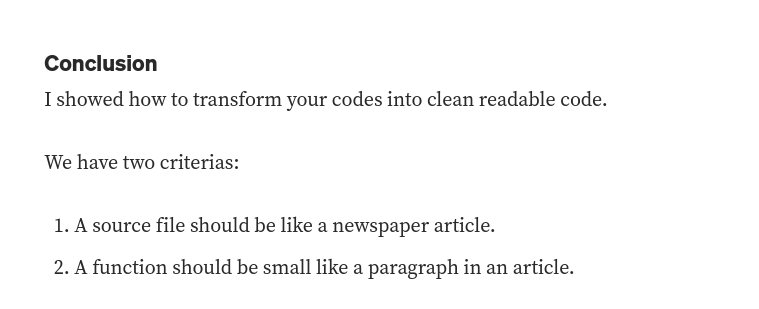 Conclusion
I showed how to transform your codes into clean readable code.
We have two criterias:
1. A source file should be like a newspaper article.
2. A function should be small like a paragraph in an article.